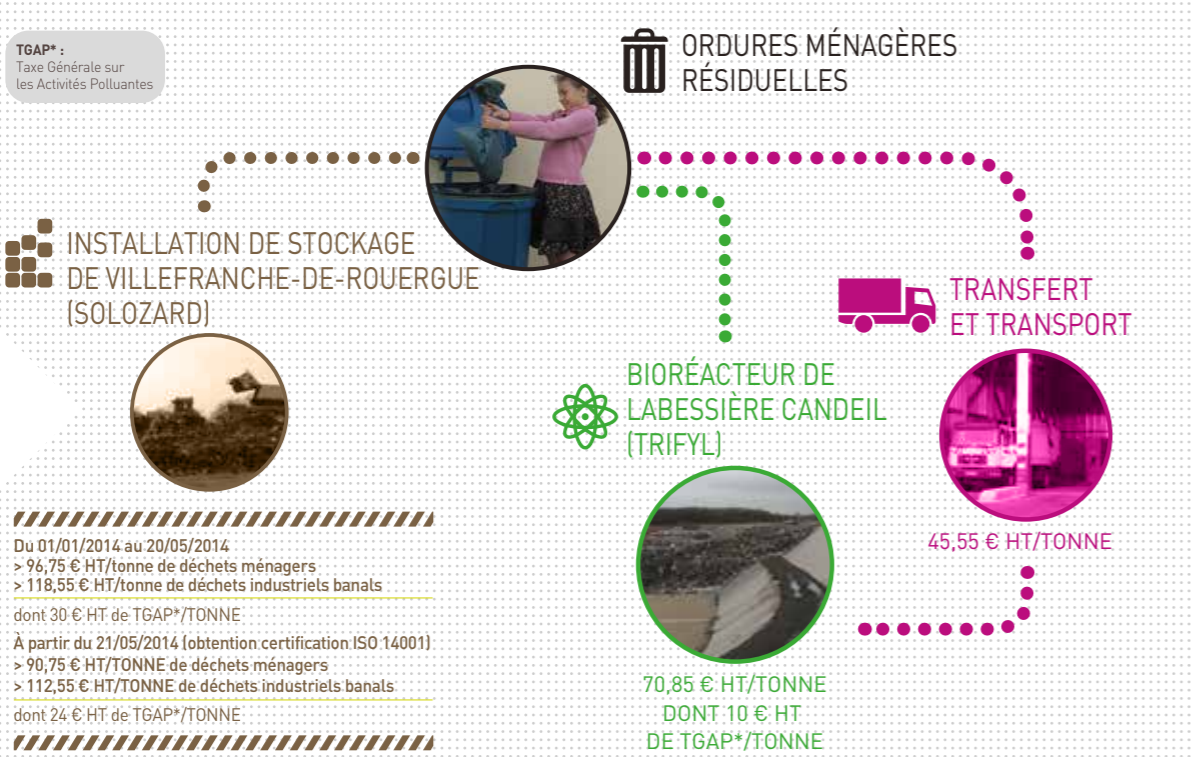 TGAP* :
Taxe Générale sur
les Activités Polluantes
ORDURES MÉNAGÈRES
RÉSIDUELLES
INSTALLATION DE STOCKAGE
DE VILLEFRANCHE-DE-ROUERGUE
(SOLOZARD)
Du 01/01/2014 au 20/05/2014
> 96,75 € HT/tonne de déchets ménagers
> 118,55 € HT/tonne de déchets industriels banals
dont 30 € HT de TGAP*/TONNE
À partir du 21/05/2014 (obtention certification ISO 14001)
> 90,75 € HT/TONNE de déchets ménagers
> 112,55 € HT/TONNE de déchets industriels banals
dont 24 € HT de TGAP*/TONNE
BIORÉACTEUR DE
LABESSIÈRE CANDEIL
(TRIFYL)
70,85 € HT/TONNE
DONT 10 € HT
DE TGAP*/TONNE
TRANSFERT
ET TRANSPORT
45,55 € HT/TONNE